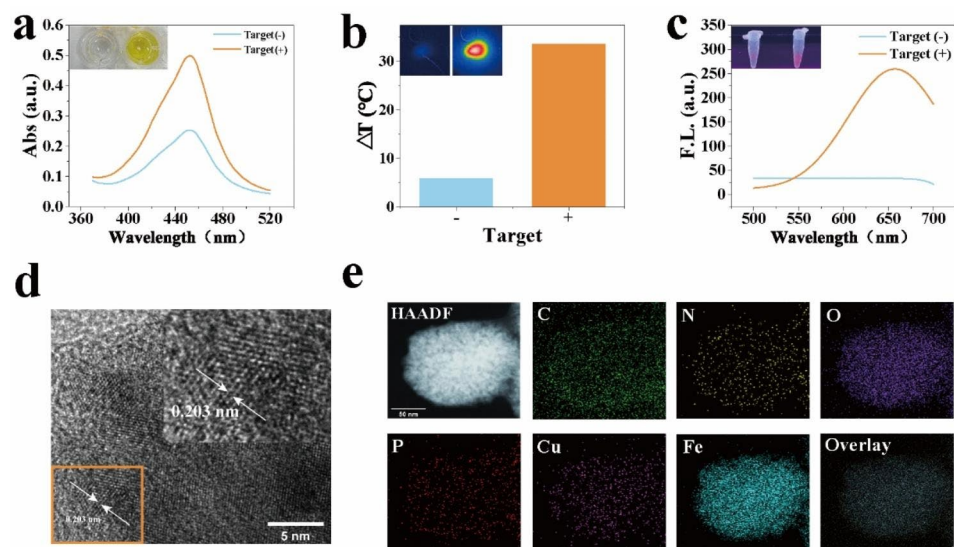 a
0.6
0.5
0.4
0.3
0.2
0.1
0.0
Abs (a.u.)
Target(-)
Target(+)
360 400 440 480 520
Wavelength（nm）
b
30
15
0
△T (°C)
- +
Target
c
350
325
300
250
200
150
100
50
0
F.L. (a.u.)
Target (-)
Target (+)
500 550 600 650 700
Wavelength（nm）
d
0.203 nm
0.203 nm
5 nm
e
HAADF
50 nm
C
N
O
P
Cu
Fe
Overlay